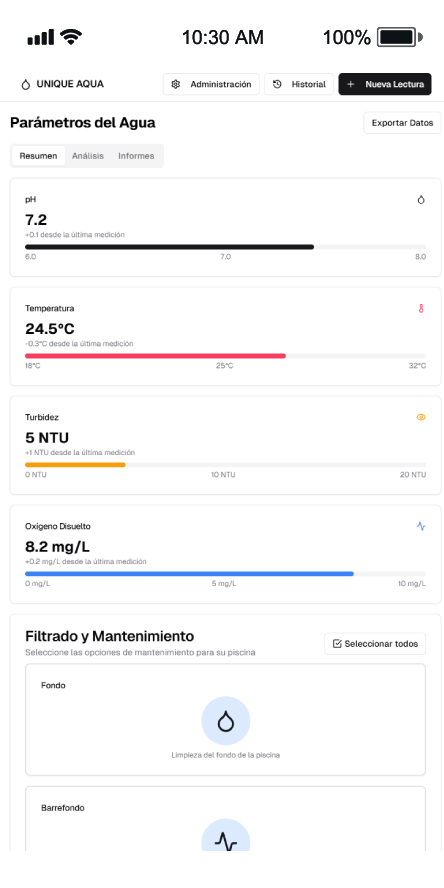 10:30 AM
100%
UNIQUE AQUA
Administración
Historial
+ Nueva Lectura
Parámetros del Agua
Exportar Datos
Resumen
Análisis
Informes
pH
7.2
+0.1 desde la última medición
6.0
7.0
8.0
Temperatura
24.5°C
-0.3°C desde la última medición
18°C
25°C
32°C
Turbidez
5 NTU
+1 NTU desde la última medición
0 NTU
10 NTU
20 NTU
Oxígeno Disuelto
8.2 mg/L
+0.2 mg/L desde la última medición
0 mg/L
5 mg/L
10 mg/L
Filtrado y Mantenimiento
Seleccione las opciones de mantenimiento para su piscina
Seleccionar todos
Fondo
Limpieza del fondo de la piscina
Barrefondo